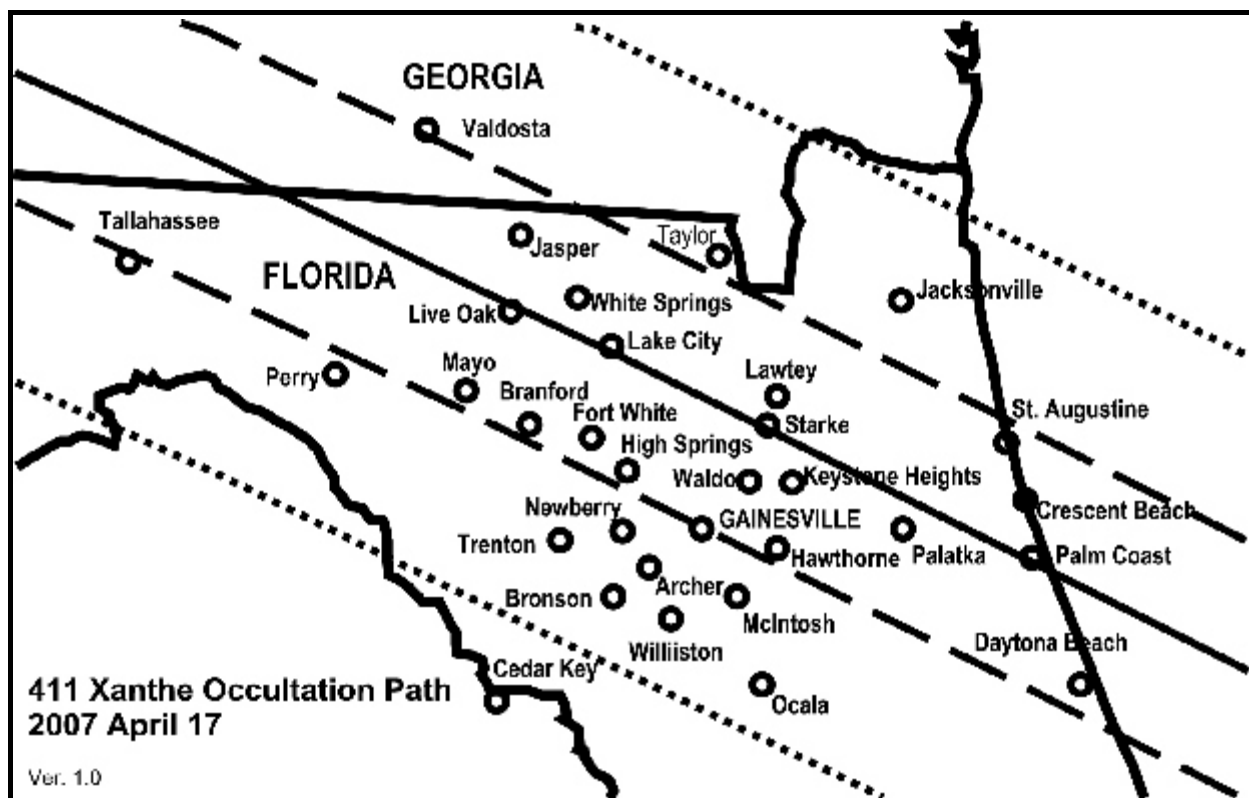 GEORGIA
Valdosta
Tallahassee
Taylor
Jasper
FLORIDA
White Springs
Jacksonville
Live Oak
Lake City
Mayo
Perry
Lawtey
Branford
Fort White
Starke
St. Augustine
High Springs
Waldo
Keystone Heights
Newberry
GAINESVILLE
Crescent Beach
Trenton
Hawthorne
Palatka
Palm Coast
Archer
Bronson
McIntosh
Williiston
Daytona Beach
Cedar Key
Ocala
411 Xanthe Occultation Path
2007 April 17
Ver. 1.0